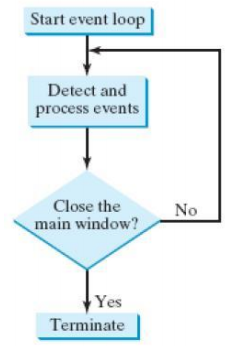 Start event loop
Detect and
process events
Close the
main window?
No
Yes
Terminate